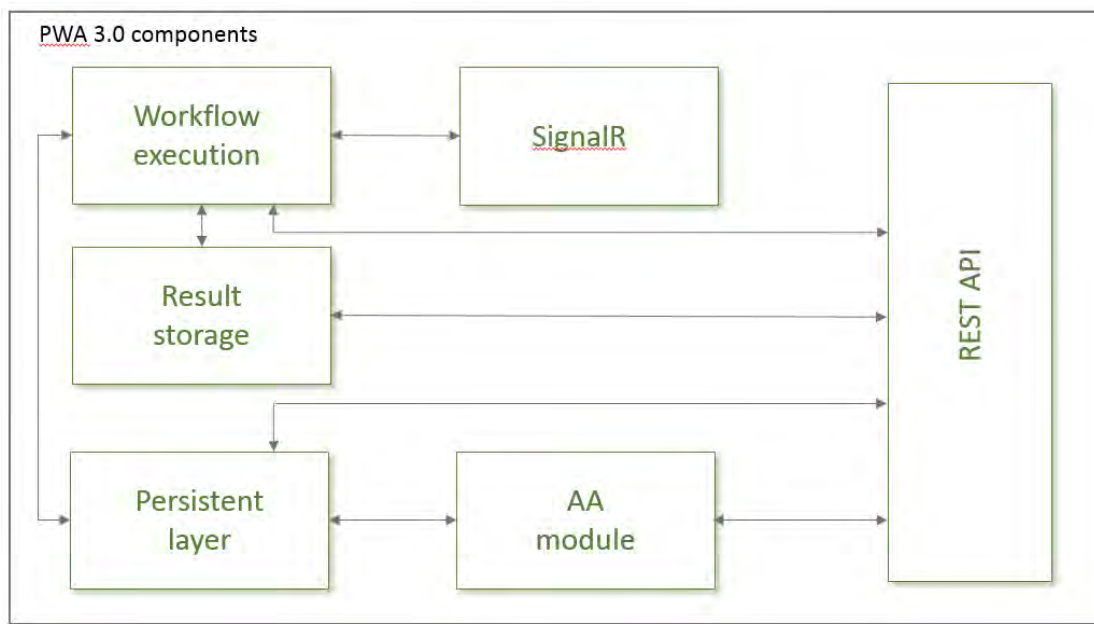 PWA 3.0 components
Workflow
execution
SignalR
Result
storage
REST API
Persistent
layer
AA
module